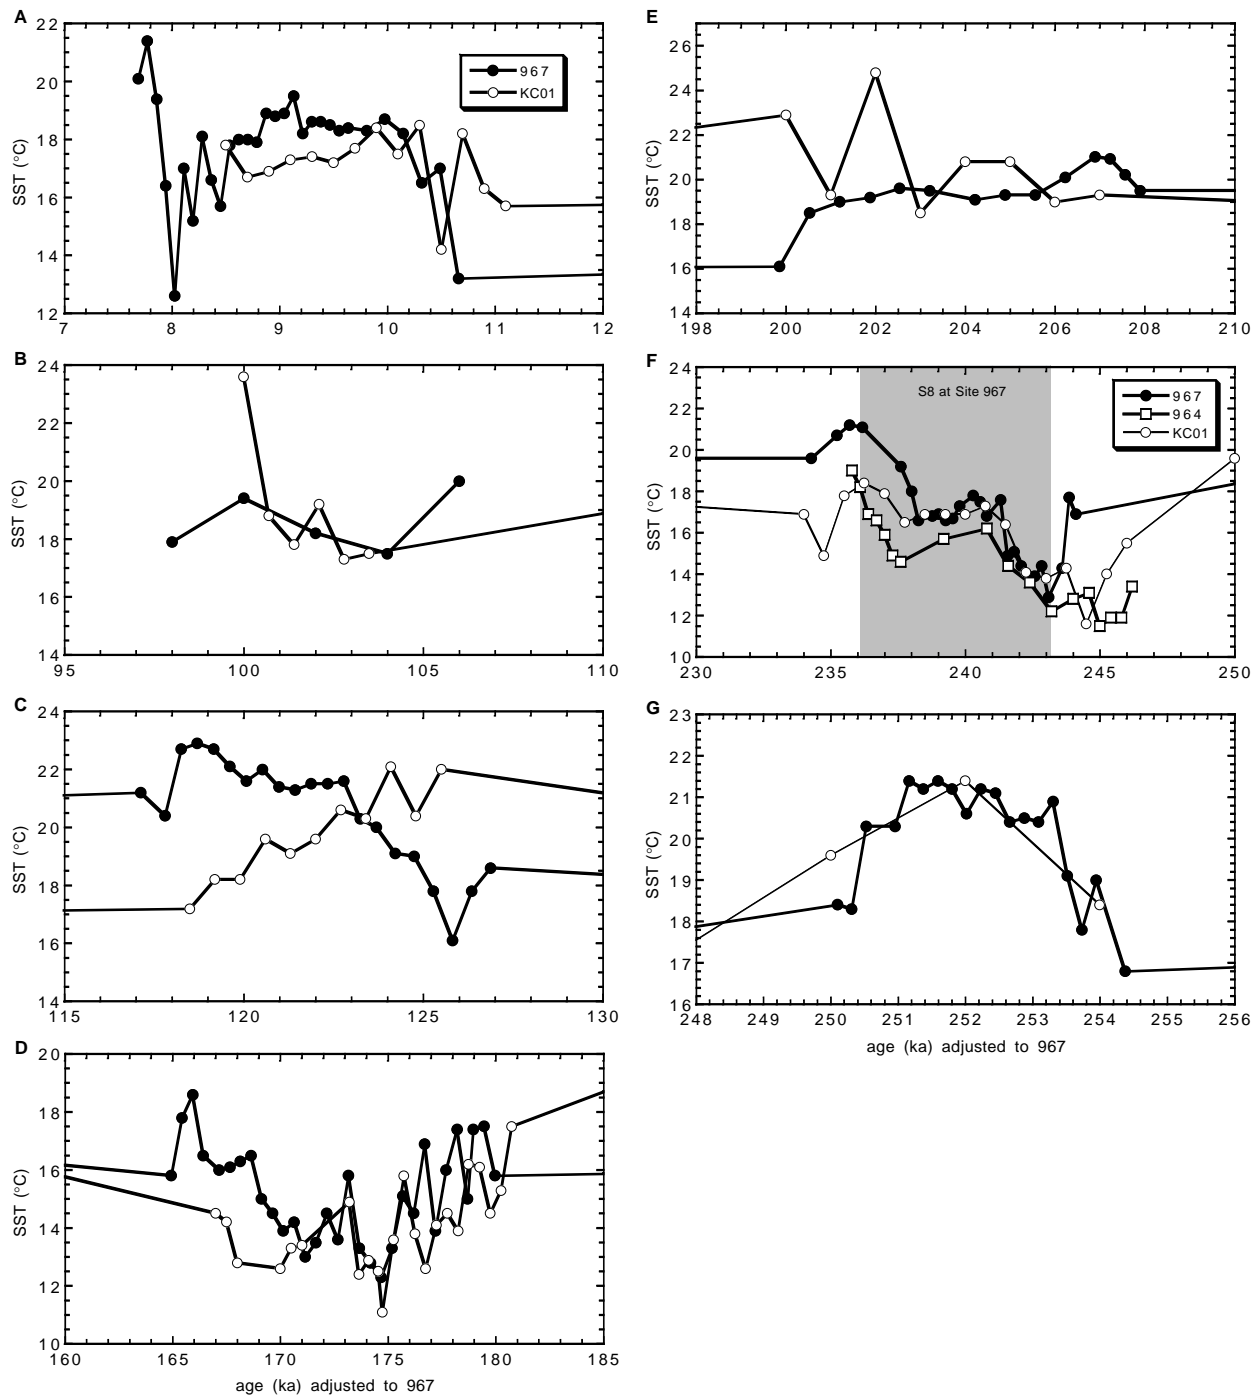 A
22
20
18
16
14
12
SST (°C)
7 8 9 10 11 12
967
KC01
B
24
22
20
18
16
14
SST (°C)
95 100 105 110
C
24
22
20
18
16
14
SST (°C)
115 120 125 130
D
20
18
16
14
12
10
SST (°C)
160 165 170 175 180 185
age (ka) adjusted to 967
E
26
24
22
20
18
16
14
SST (°C)
198 200 202 204 206 208 210
F
24
22
20
18
16
14
12
10
SST (°C)
S8 at Site 967
967
964
KC01
230 235 240 245 250
G
23
22
21
20
19
18
17
16
SST (°C)
248 249 250 251 252 253 254 255 256
age (ka) adjusted to 967